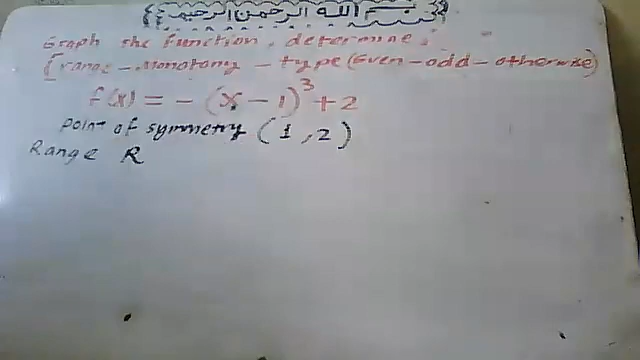 بسم الله الرحمن الرحيم
Graph the function, determine:
[range - Monotony - type (Even - odd - otherwise)
f(x) = - (x - 1)³ + 2
point of symmetry (1, 2)
Range R